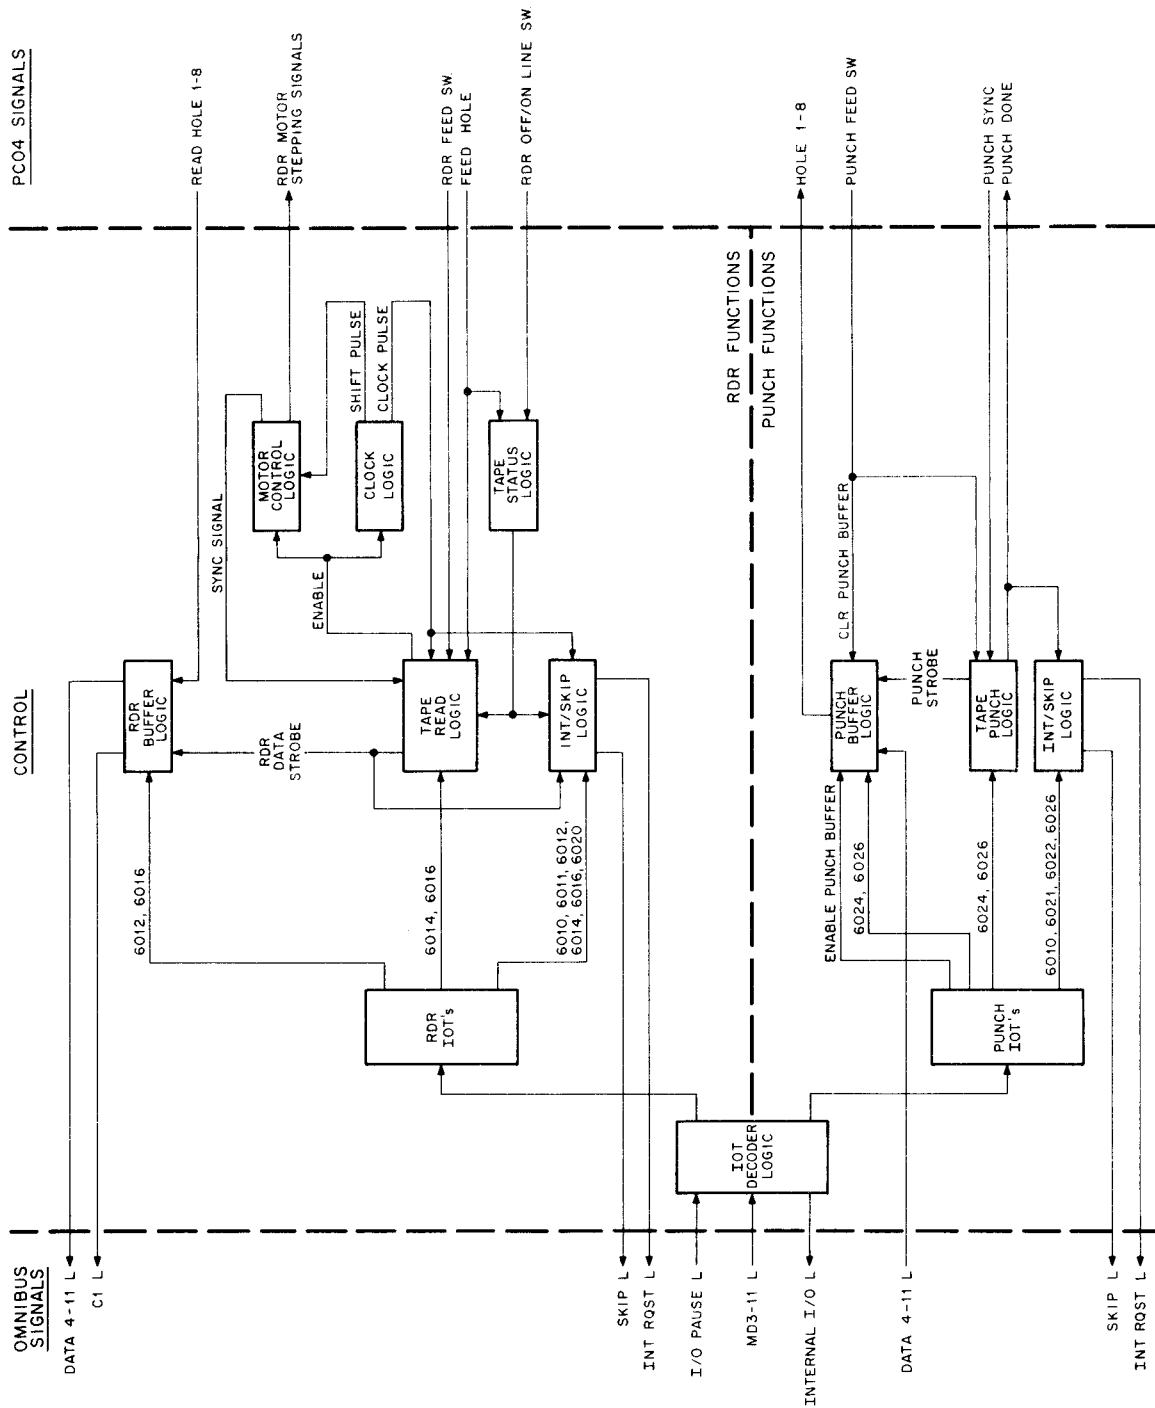 OMNIBUS
SIGNALS
CONTROL
PC04 SIGNALS
DATA 4-11 L
C1 L
SKIP L
INT RQST L
I/O PAUSE L
MD3-11 L
INTERNAL I/O L
DATA 4-11 L
SKIP L
INT RQST L
IOT
DECODER
LOGIC
RDR
IOT's
PUNCH
IOT's
6012, 6016
6014, 6016
6010, 6011, 6012,
6014, 6016, 6020
ENABLE PUNCH BUFFER
6024, 6026
6024, 6026
6010, 6021, 6022, 6026
RDR
BUFFER
LOGIC
RDR
DATA
STROBE
TAPE
READ
LOGIC
INT/SKIP
LOGIC
PUNCH
BUFFER
LOGIC
PUNCH
STROBE
TAPE
PUNCH
LOGIC
INT/SKIP
LOGIC
SYNC SIGNAL
ENABLE
CLR PUNCH BUFFER
MOTOR
CONTROL
LOGIC
CLOCK
LOGIC
TAPE
STATUS
LOGIC
SHIFT PULSE
CLOCK PULSE
RDR FUNCTIONS
PUNCH FUNCTIONS
READ HOLE 1-8
RDR MOTOR
STEPPING SIGNALS
RDR FEED SW.
FEED HOLE
RDR OFF/ON LINE SW.
HOLE 1-8
PUNCH FEED SW
PUNCH SYNC
PUNCH DONE